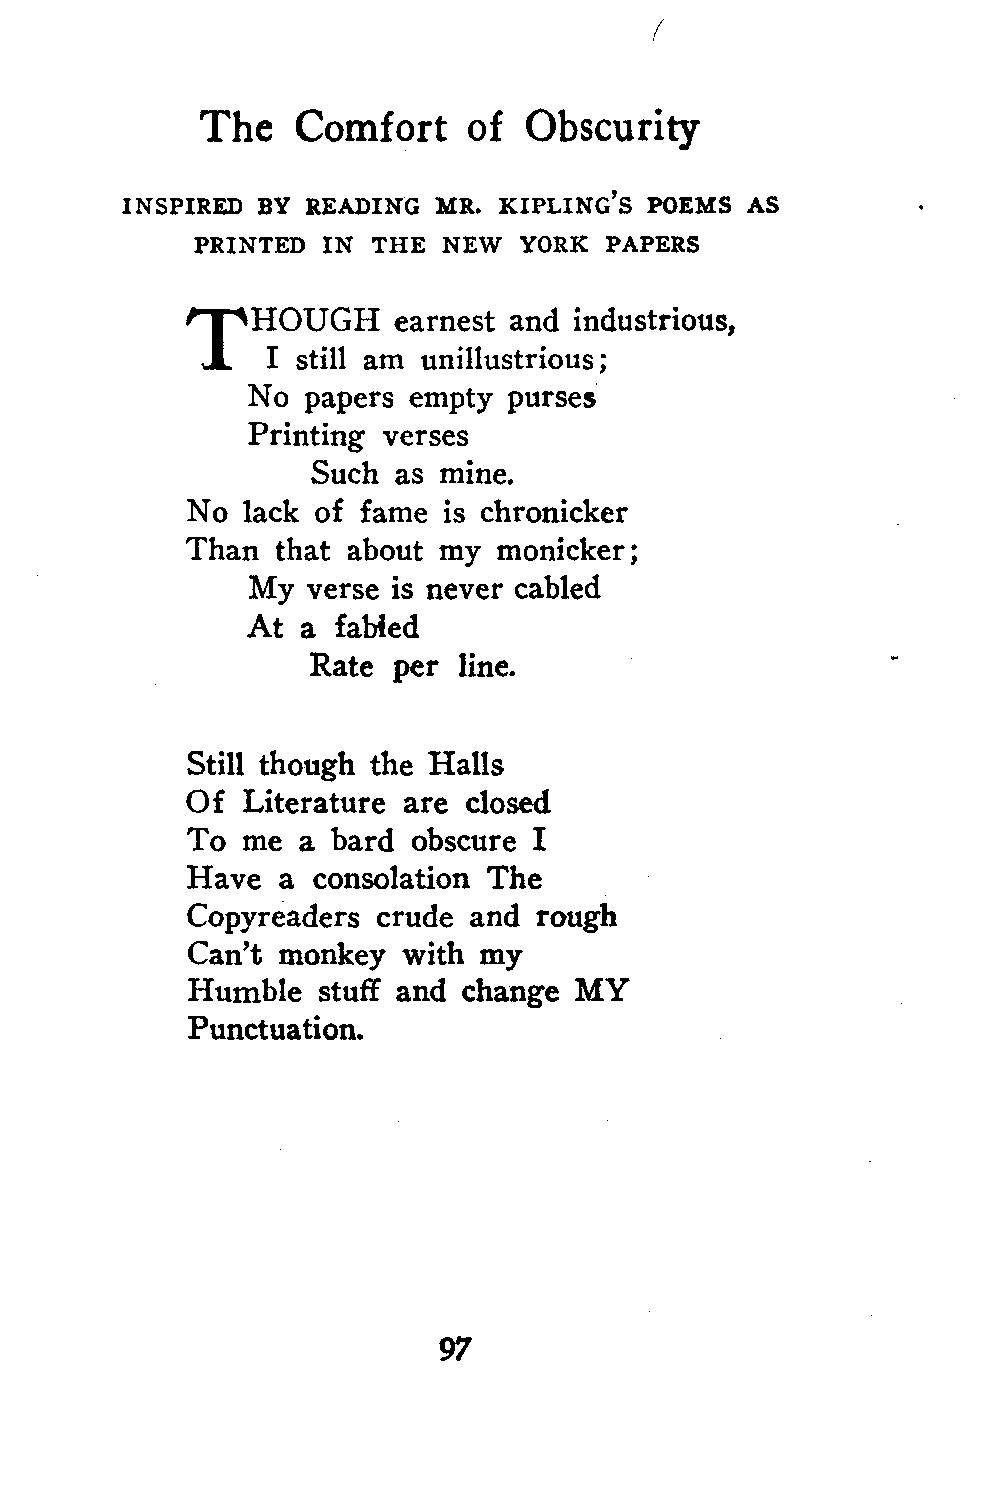 The Comfort of Obscurity
INSPIRED BY READING MR. KIPLING'S POEMS AS
PRINTED IN THE NEW YORK PAPERS
THOUGH earnest and industrious,
I still am unillustrious;
No papers empty purses
Printing verses
Such as mine.
No lack of fame is chronicker
Than that about my monicker;
My verse is never cabled
At a fabled
Rate per line.
Still though the Halls
Of Literature are closed
To me a bard obscure I
Have a consolation The
Copyreaders crude and rough
Can't monkey with my
Humble stuff and change MY
Punctuation.
97